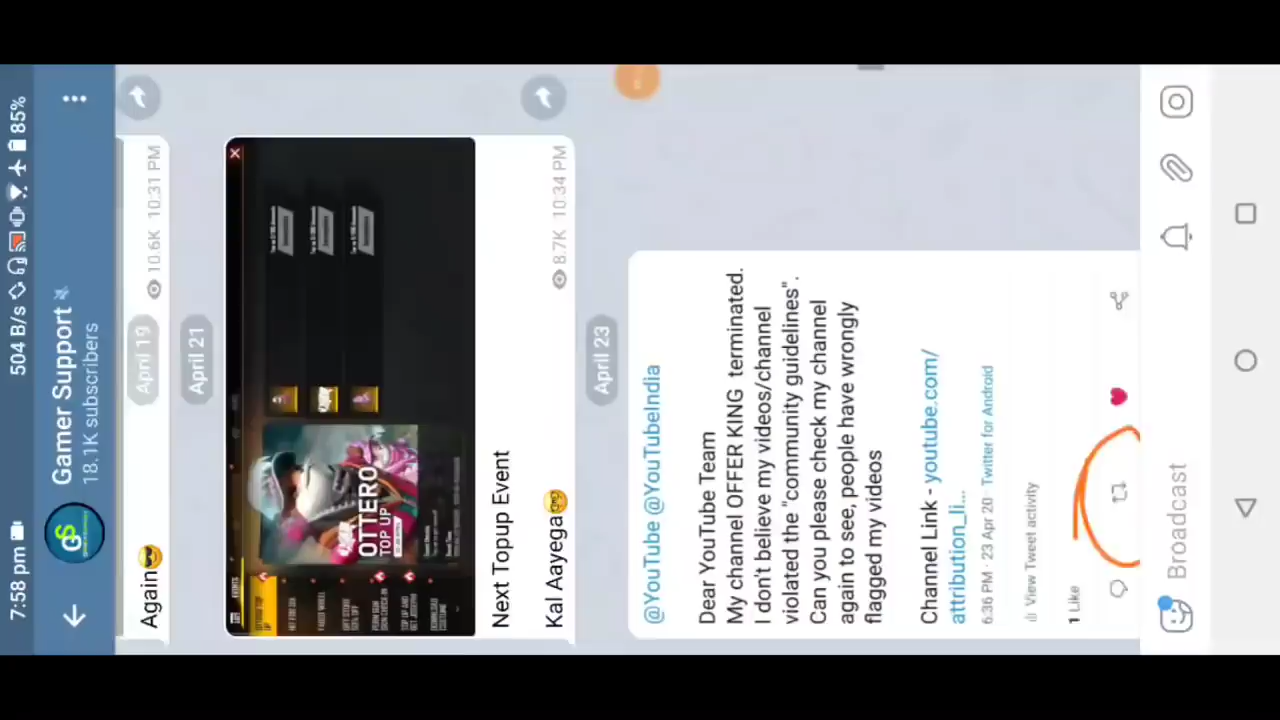 7:58 pm
504 B/s
85%
Gamer Support
18.1K subscribers
Again😎
10.6K 10:31 PM
April 19
April 21
EVENTS
OTTERO
TOP UP
Next Topup Event
Kal Aayega
8.7K 10:34 PM
April 23
@YouTube @YouTubeIndia
Dear YouTube Team
My channel OFFER KING terminated.
I don't believe my videos/channel
violated the "community guidelines".
Can you please check my channel
again to see, people have wrongly
flagged my videos
Channel Link - youtube.com/
attribution_li...
6:36 PM · 23 Apr 20 · Twitter for Android
View Tweet activity
1 Like
Broadcast